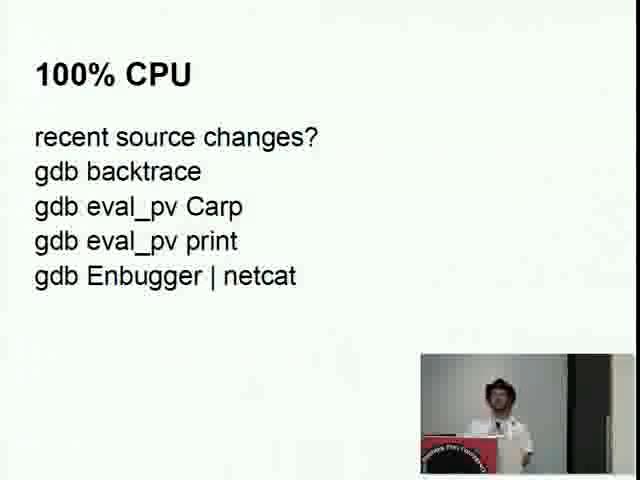 100% CPU
recent source changes?
gdb backtrace
gdb eval_pv Carp
gdb eval_pv print
gdb Enbugger | netcat